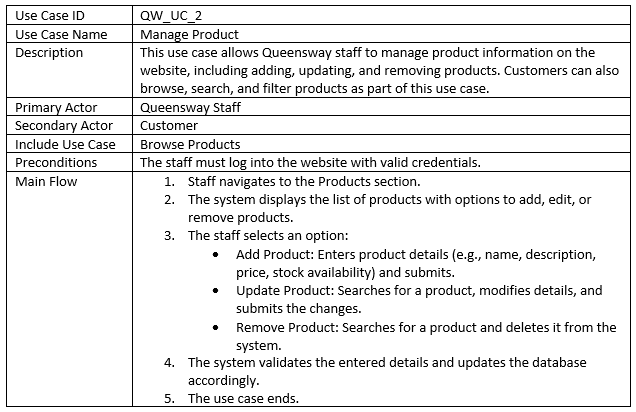 Use Case ID QW_UC_2
Use Case Name Manage Product
Description This use case allows Queensway staff to manage product information on the
website, including adding, updating, and removing products. Customers can also
browse, search, and filter products as part of this use case.
Primary Actor Queensway Staff
Secondary Actor Customer
Include Use Case Browse Products
Preconditions The staff must log into the website with valid credentials.
Main Flow 1. Staff navigates to the Products section.
2. The system displays the list of products with options to add, edit, or
remove products.
3. The staff selects an option:
• Add Product: Enters product details (e.g., name, description,
price, stock availability) and submits.
• Update Product: Searches for a product, modifies details, and
submits the changes.
• Remove Product: Searches for a product and deletes it from the
system.
4. The system validates the entered details and updates the database
accordingly.
5. The use case ends.